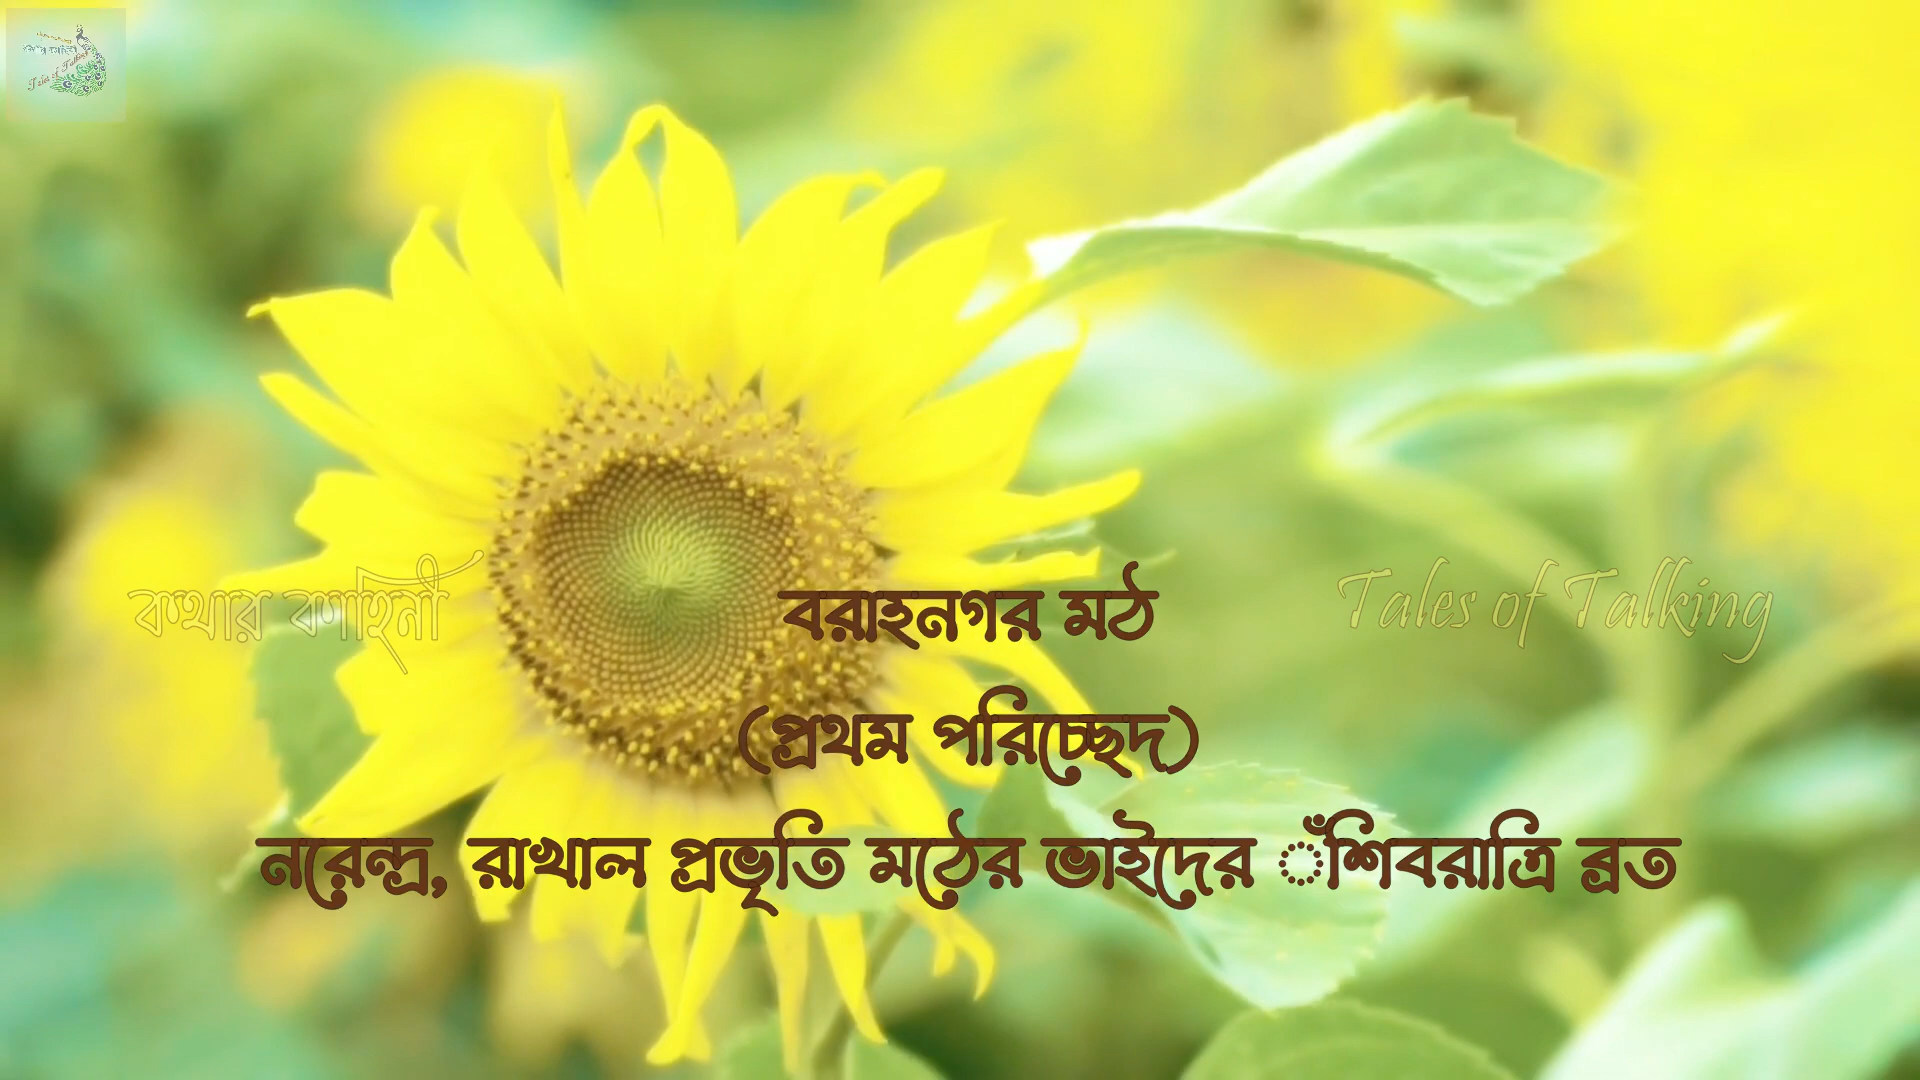 কথার কাহিনী
Tales of Talking
বরাহনগর মঠ
(প্রথম পরিচ্ছেদ)
নরেন্দ্র, রাখাল প্রভৃতি মঠের ভাইদের ঁশিবরাত্রি ব্রত